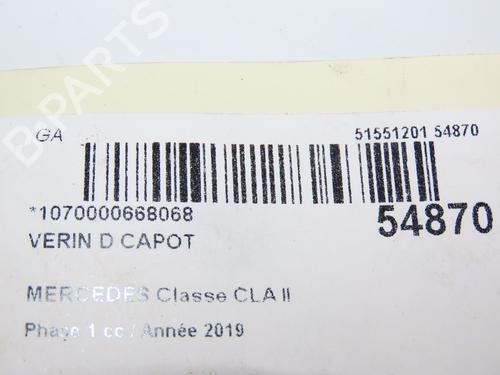 B-PARTS
GA
51551201 54870
*1070000668068
54870
VERIN D CAPOT
MERCEDES Classe CLA II
Phase 1 cc / Année 2019